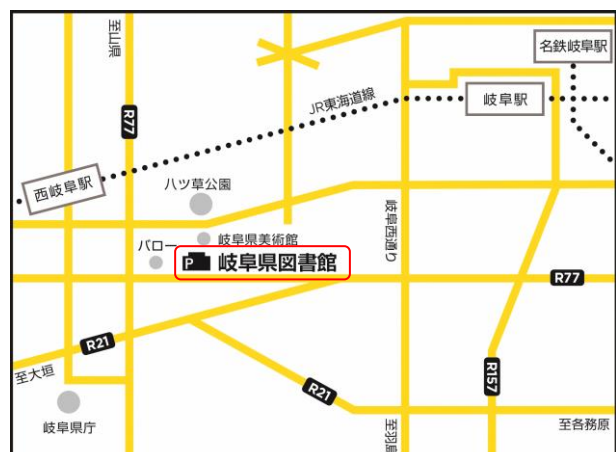 至山県
名鉄岐阜駅
岐阜駅
R77
JR東海道線
西岐阜駅
八ツ草公園
岐阜西通り
岐阜県美術館
バロー
P 岐阜県図書館
R77
R21
至大垣
R157
R21
岐阜県庁
至羽島
至各務原